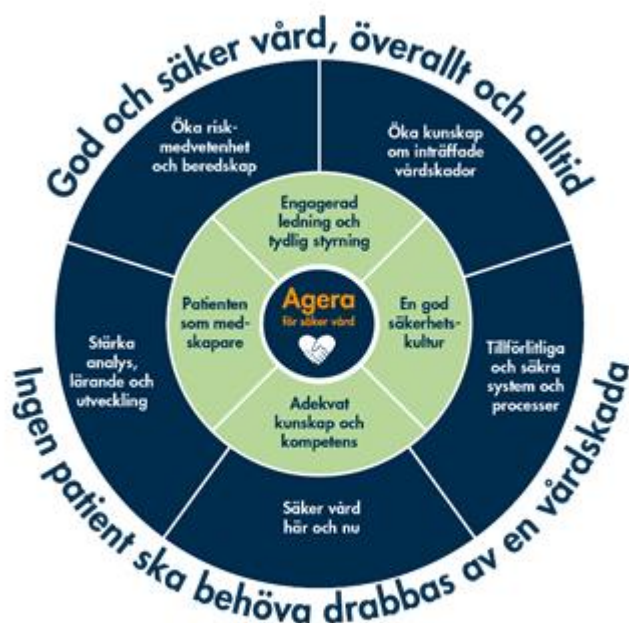 God och säker vård, överallt och alltid
Öka risk-
medvetenhet
och beredskap
Öka kunskap
om inträffade
vårdskador
Engagerad
ledning och
tydlig styrning
Patienten
som med-
skapare
Agera
för säker vård
En god
säkerhets-
kultur
Stärka
analys,
lärande och
utveckling
Tillförlitliga
och säkra
system och
processer
Adekvat
kunskap och
kompetens
Säker vård
här och nu
Ingen patient ska behöva drabbas av en vårdskada